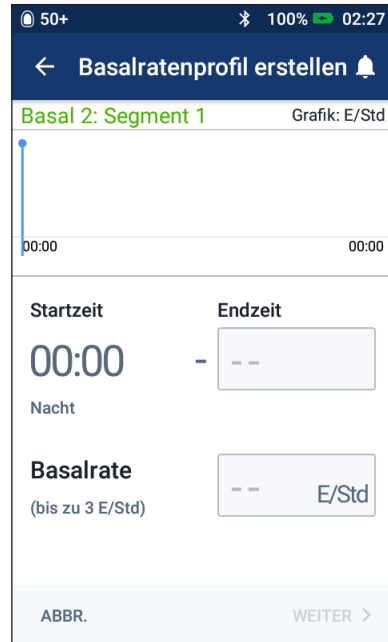 50+ 100% 02:27
Basalratenprofil erstellen
Basal 2: Segment 1 Grafik: E/Std
00:00 00:00
Startzeit Endzeit
00:00 - --
Nacht
Basalrate
-- E/Std
(bis zu 3 E/Std)
ABBR. WEITER >